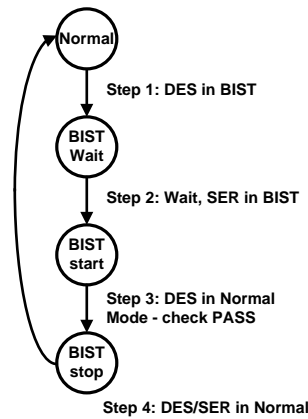 Normal
Step 1: DES in BIST
BIST
Wait
Step 2: Wait, SER in BIST
BIST
start
Step 3: DES in Normal
Mode - check PASS
BIST
stop
Step 4: DES/SER in Normal